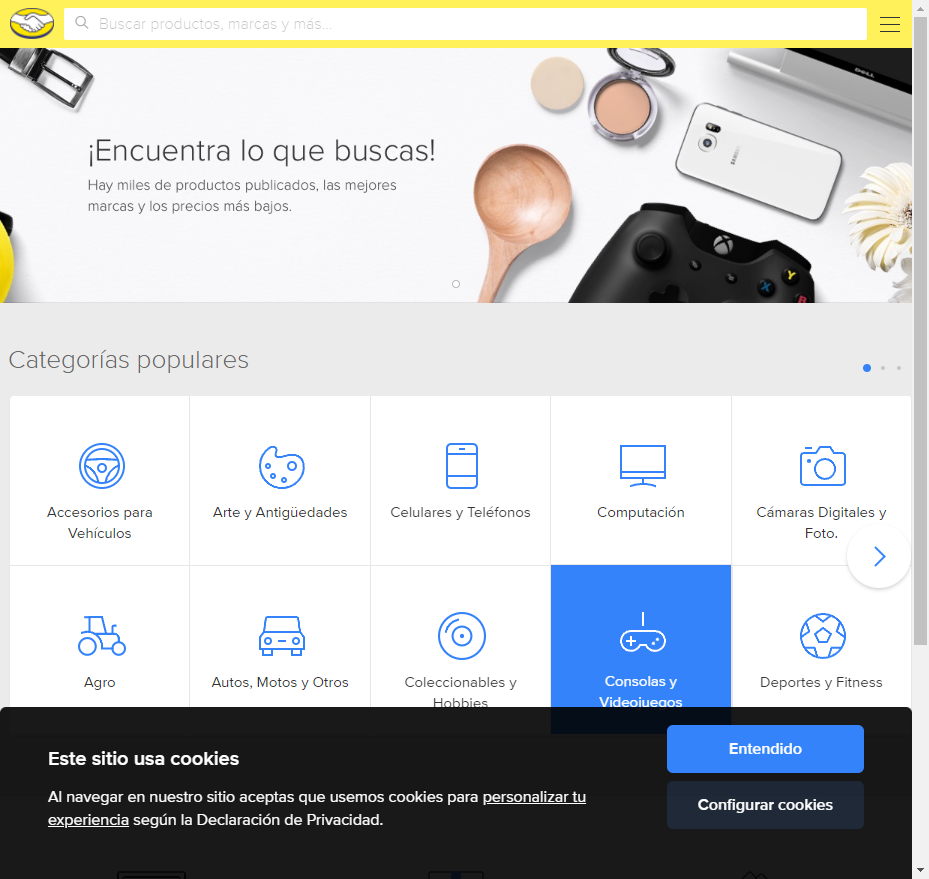 Buscar productos, marcas y más...
DELL
SAMSUNG
¡Encuentra lo que buscas!
Hay miles de productos publicados, las mejores
marcas y los precios más bajos.
Y
X
B
Categorías populares
Accesorios para
Vehículos
Arte y Antigüedades
Celulares y Teléfonos
Computación
Cámaras Digitales y
Foto.
Agro
Autos, Motos y Otros
Coleccionables y
Hobbies
Consolas y
Videojuegos
Deportes y Fitness
Este sitio usa cookies
Al navegar en nuestro sitio aceptas que usemos cookies para personalizar tu
experiencia según la Declaración de Privacidad.
Entendido
Configurar cookies